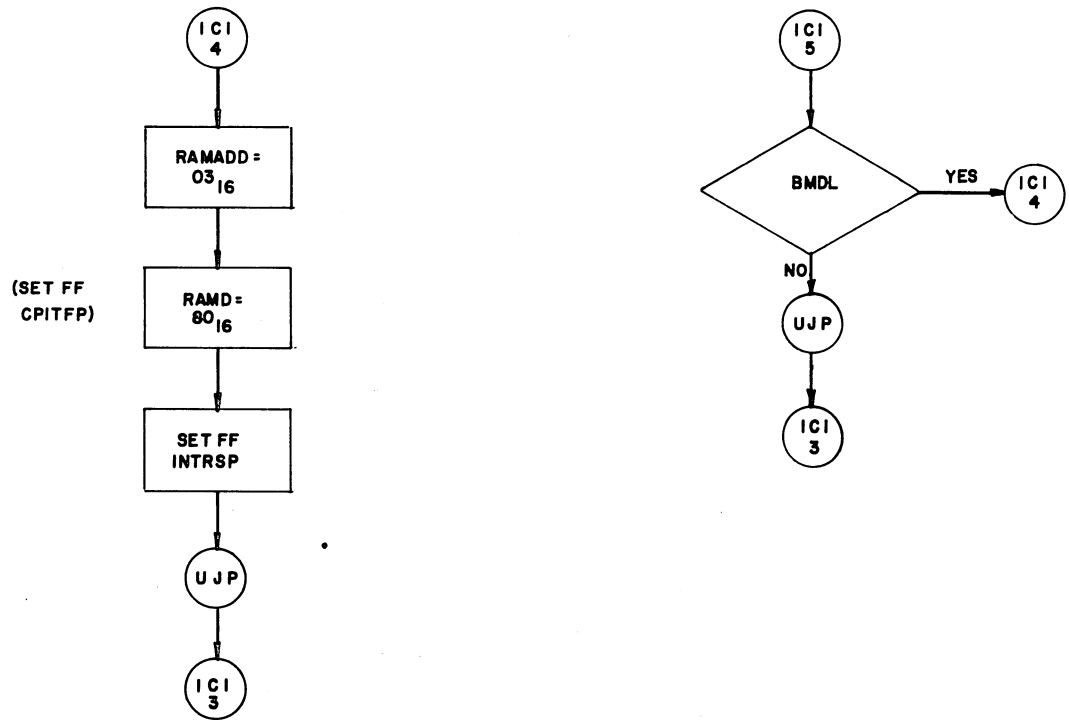 ICI
4
RAMADD =
03 16
(SET FF
CPITFP)
RAMD =
80 16
SET FF
INTRSP
UJP
ICI
3
ICI
5
BMDL
YES
ICI
4
NO
UJP
ICI
3